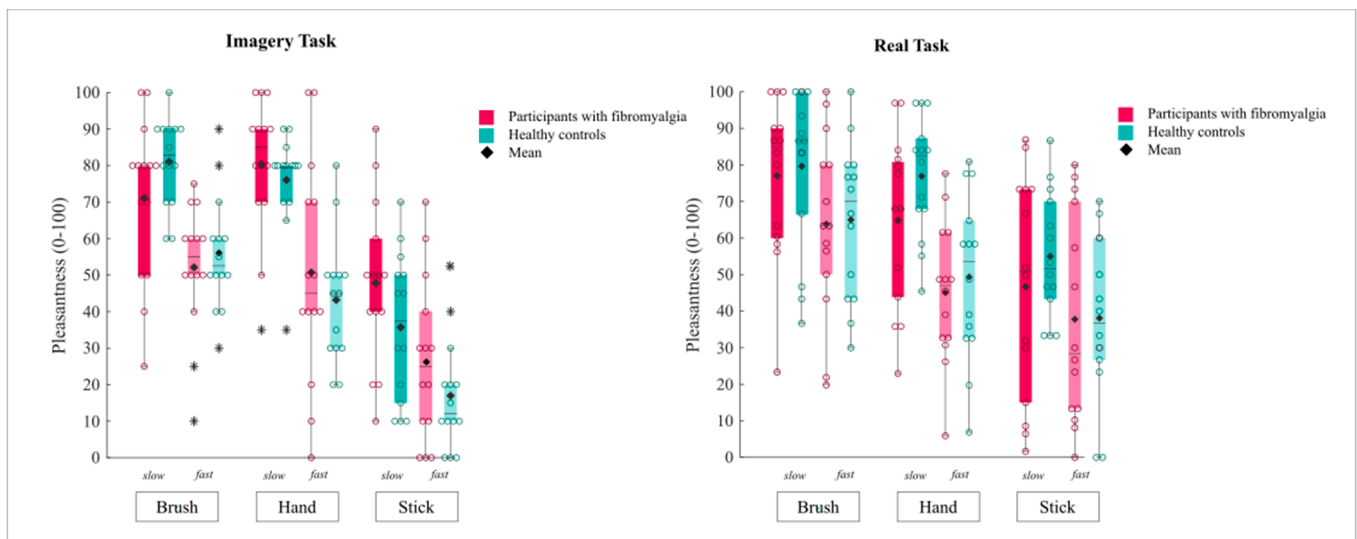 Imagery Task
Pleasantness (0-100)
100
90
80
70
60
50
40
30
20
10
0
Participants with fibromyalgia
Healthy controls
Mean
slow
fast
slow
fast
slow
fast
Brush
Hand
Stick
Real Task
Pleasantness (0-100)
100
90
80
70
60
50
40
30
20
10
0
Participants with fibromyalgia
Healthy controls
Mean
slow
fast
slow
fast
slow
fast
Brush
Hand
Stick